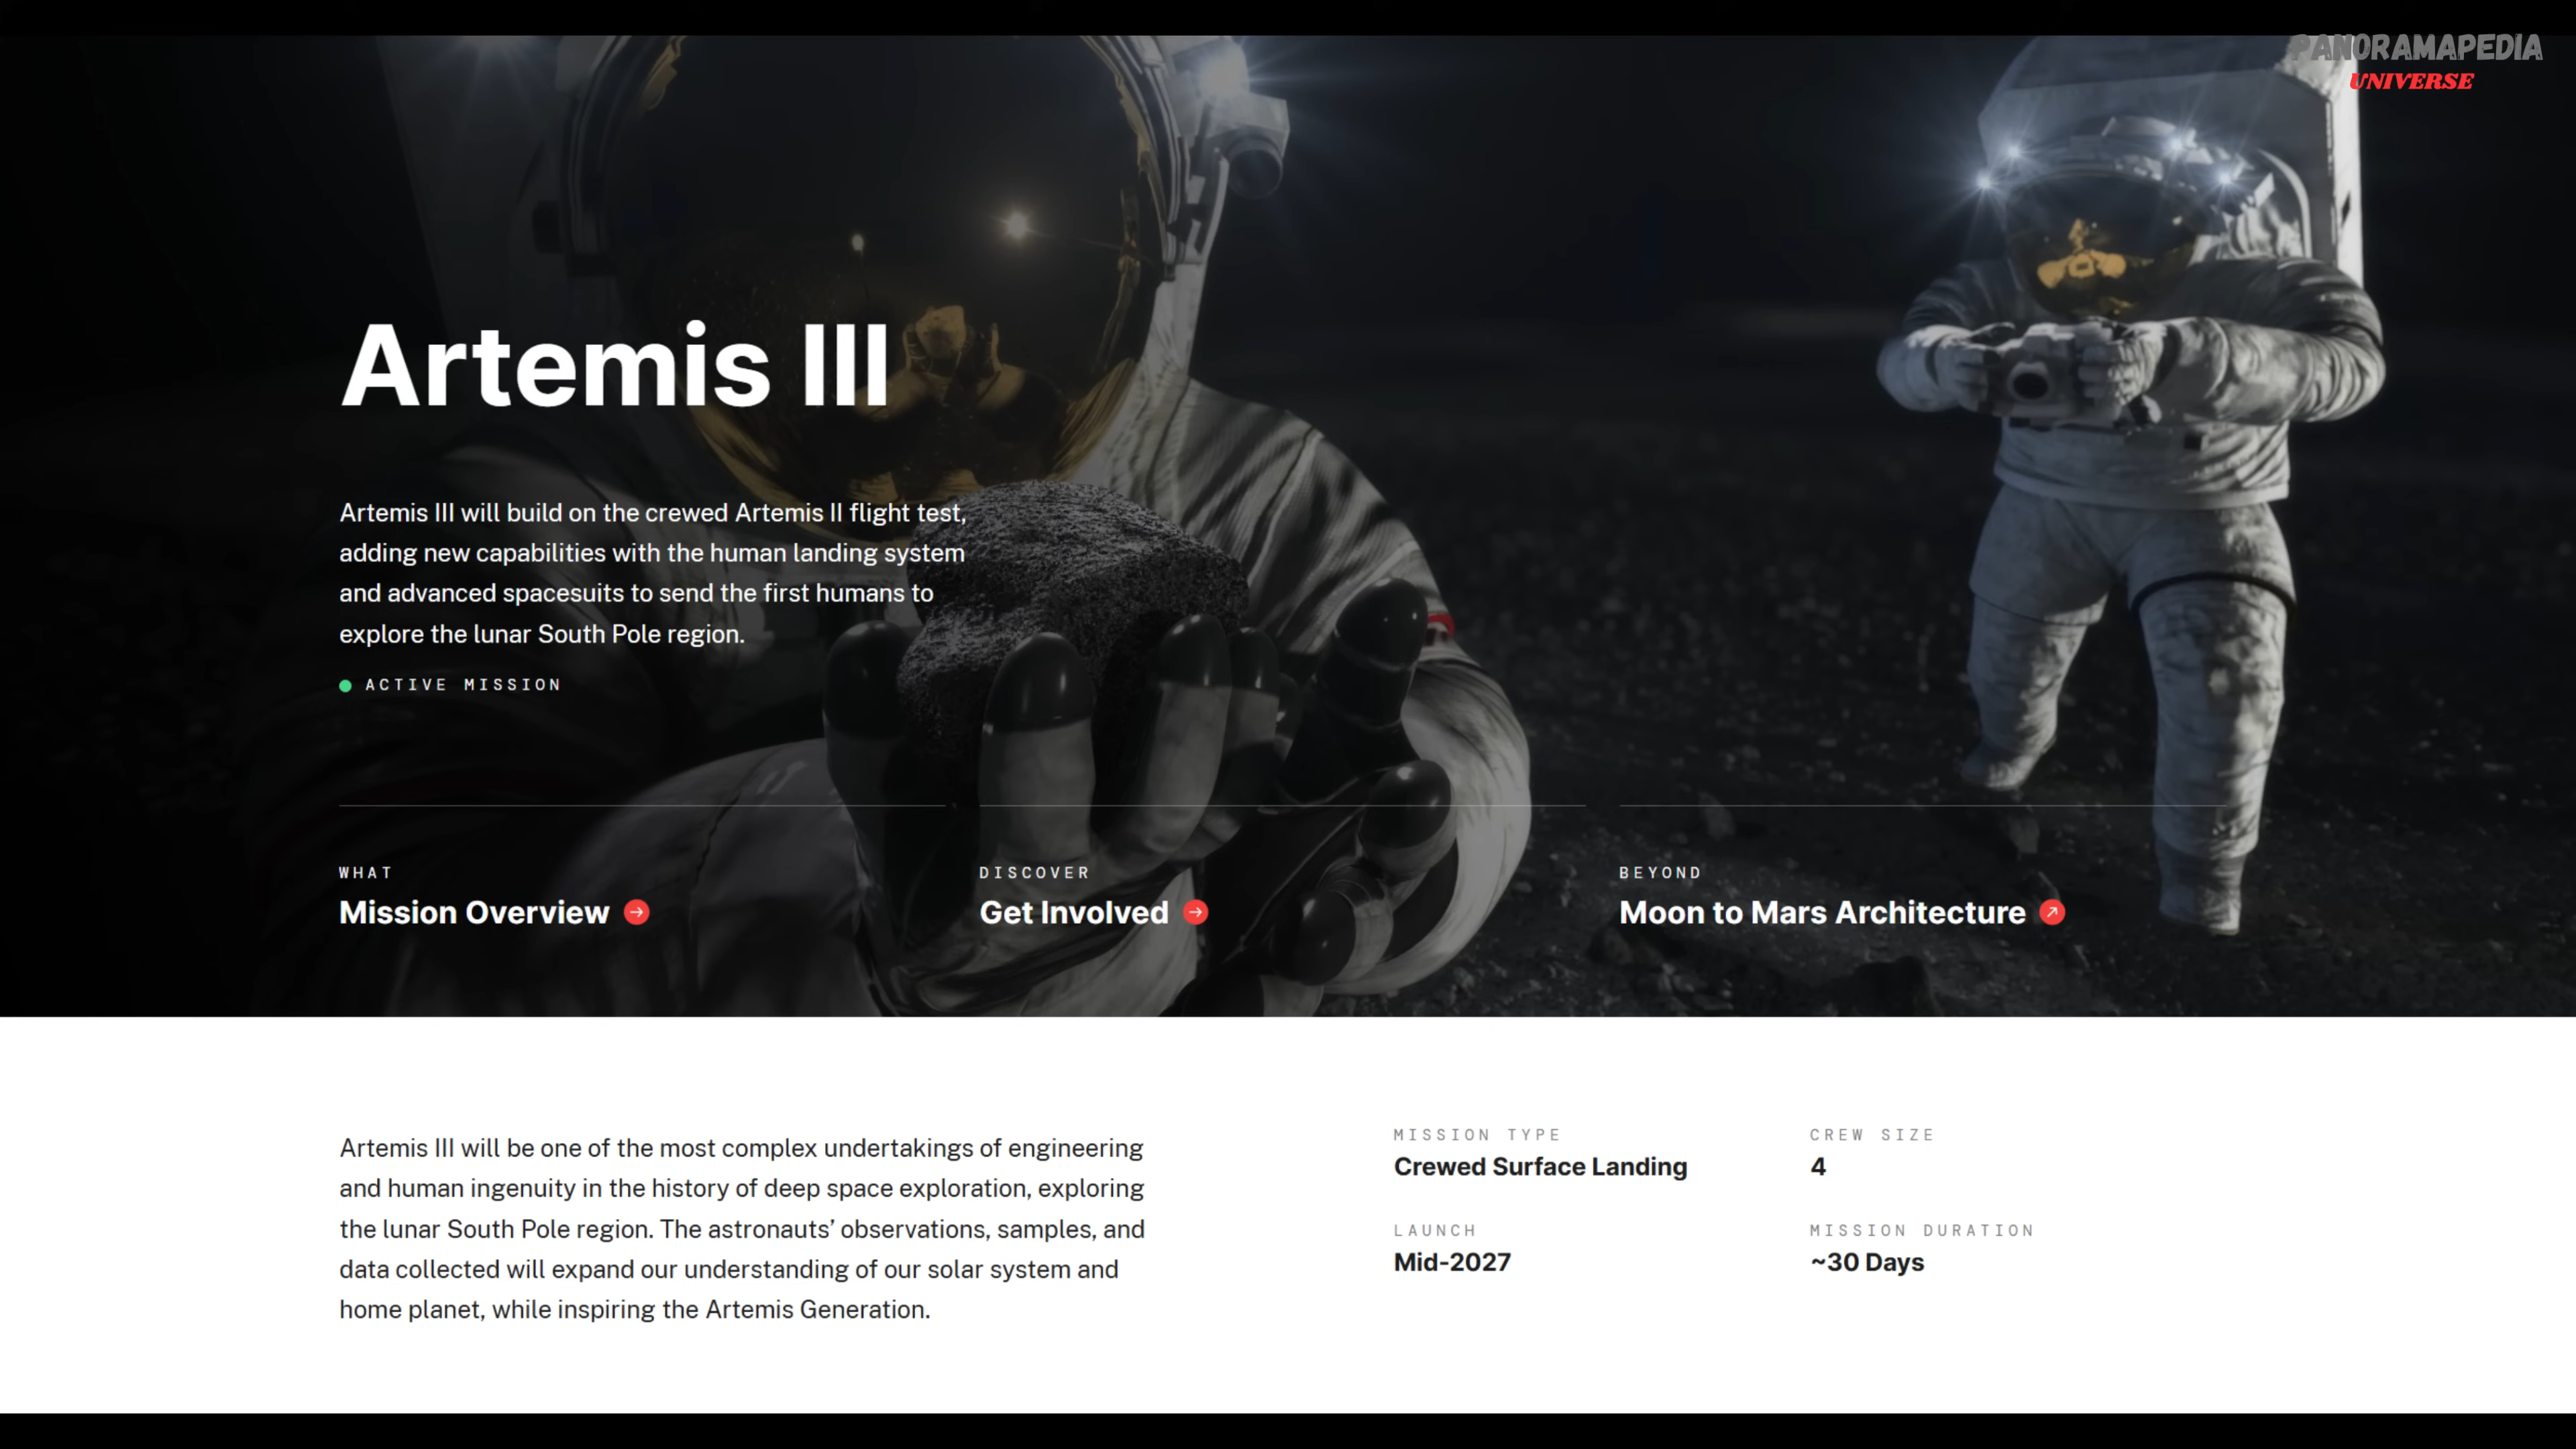 PANORAMAPEDIA
UNIVERSE
Artemis III
Artemis III will build on the crewed Artemis II flight test,
adding new capabilities with the human landing system
and advanced spacesuits to send the first humans to
explore the lunar South Pole region.
ACTIVE MISSION
WHAT
Mission Overview
DISCOVER
Get Involved
BEYOND
Moon to Mars Architecture
Artemis III will be one of the most complex undertakings of engineering
and human ingenuity in the history of deep space exploration, exploring
the lunar South Pole region. The astronauts’ observations, samples, and
data collected will expand our understanding of our solar system and
home planet, while inspiring the Artemis Generation.
MISSION TYPE
Crewed Surface Landing
CREW SIZE
4
LAUNCH
Mid-2027
MISSION DURATION
~30 Days